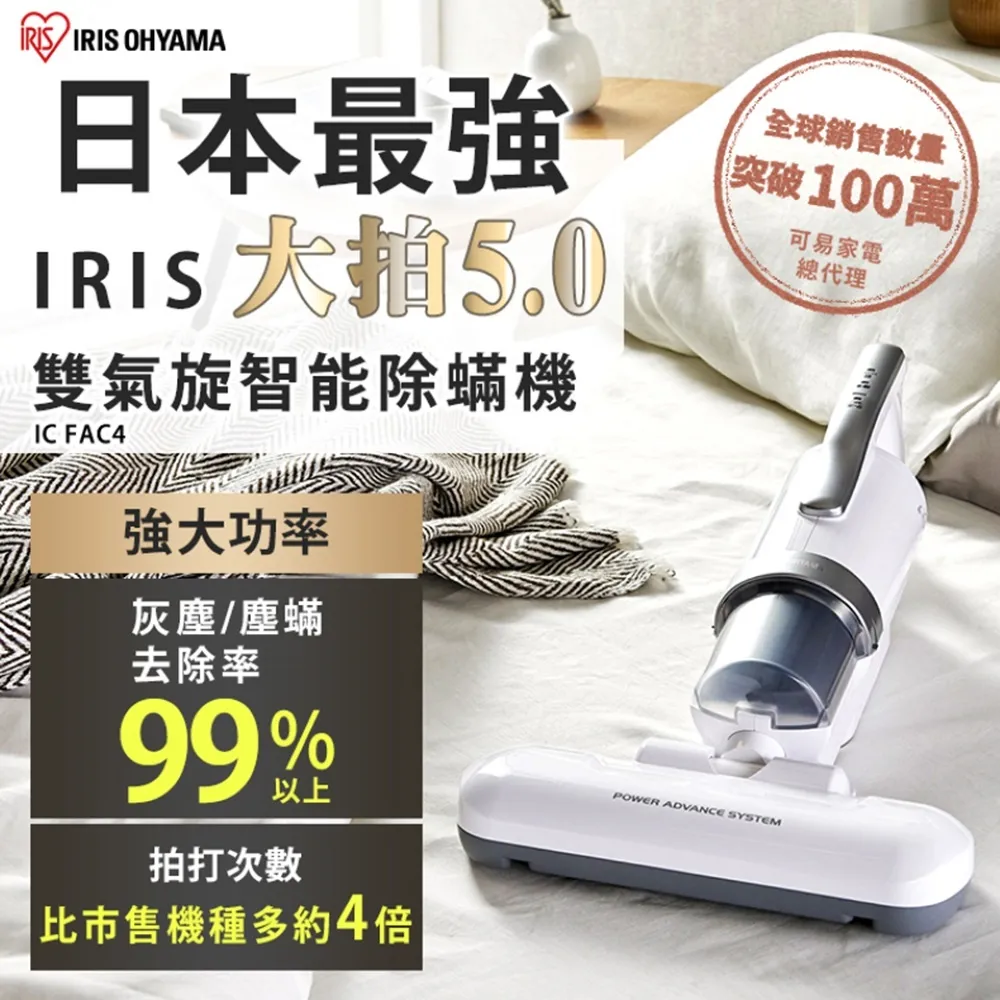 IRIS IRIS OHYAMA
日本最強
IRIS 大拍5.0
雙氣旋智能除蟎機
IC FAC4
全球銷售數量
突破100萬
可易家電
總代理
強大功率
灰塵/塵蟎
去除率
99%
以上
拍打次數
比市售機種多約4倍
POWER ADVANCE SYSTEM